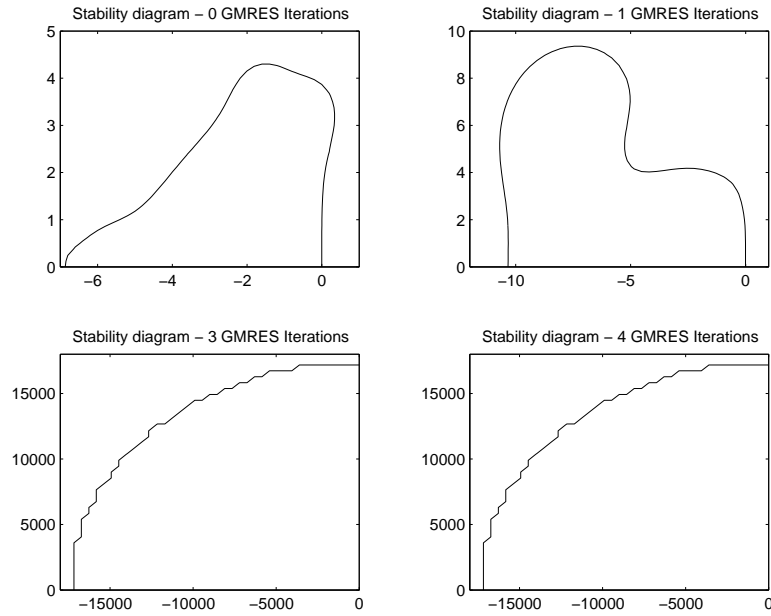 Stability diagram – 0 GMRES Iterations
5
4
3
2
1
0
−6 −4 −2 0
Stability diagram – 1 GMRES Iterations
10
8
6
4
2
0
−10 −5 0
Stability diagram – 3 GMRES Iterations
15000
10000
5000
0
−15000 −10000 −5000 0
Stability diagram – 4 GMRES Iterations
15000
10000
5000
0
−15000 −10000 −5000 0